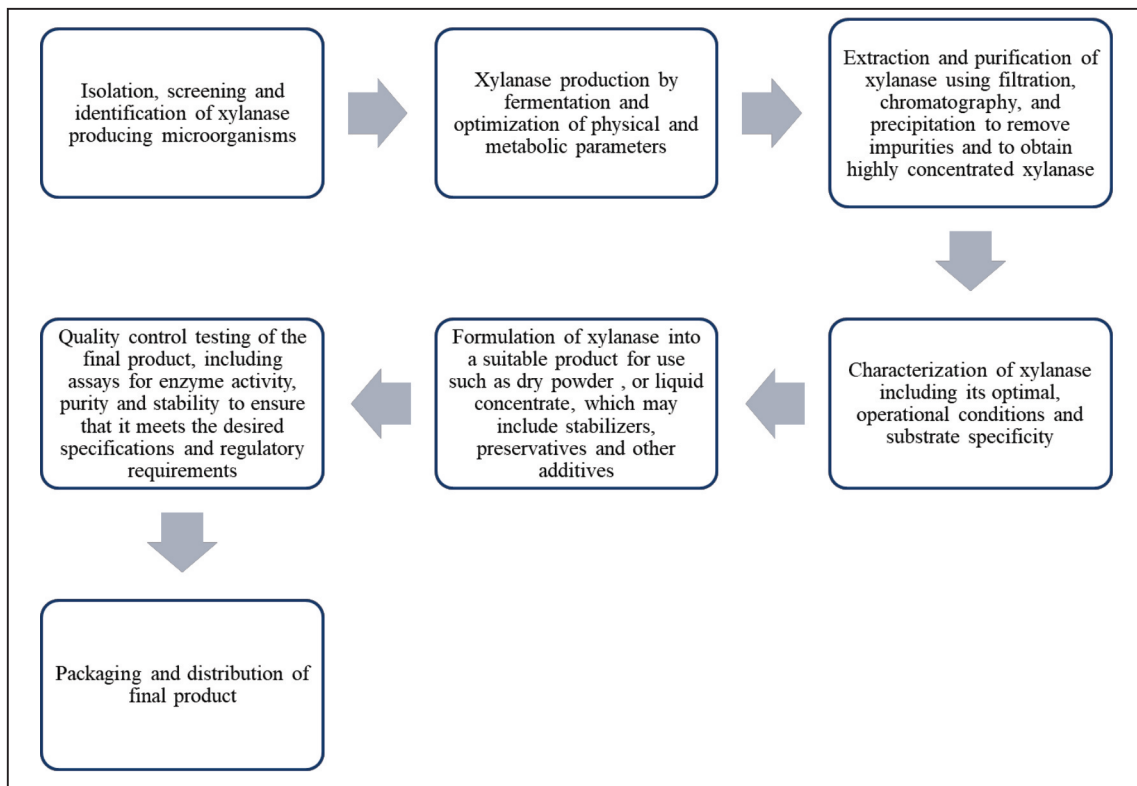 Isolation, screening and
identification of xylanase
producing microorganisms
Xylanase production by
fermentation and
optimization of physical and
metabolic parameters
Extraction and purification of
xylanase using filtration,
chromatography, and
precipitation to remove
impurities and to obtain
highly concentrated xylanase
Characterization of xylanase
including its optimal,
operational conditions and
substrate specificity
Formulation of xylanase into
a suitable product for use
such as dry powder , or liquid
concentrate, which may
include stabilizers,
preservatives and other
additives
Quality control testing of the
final product, including
assays for enzyme activity,
purity and stability to ensure
that it meets the desired
specifications and regulatory
requirements
Packaging and distribution of
final product